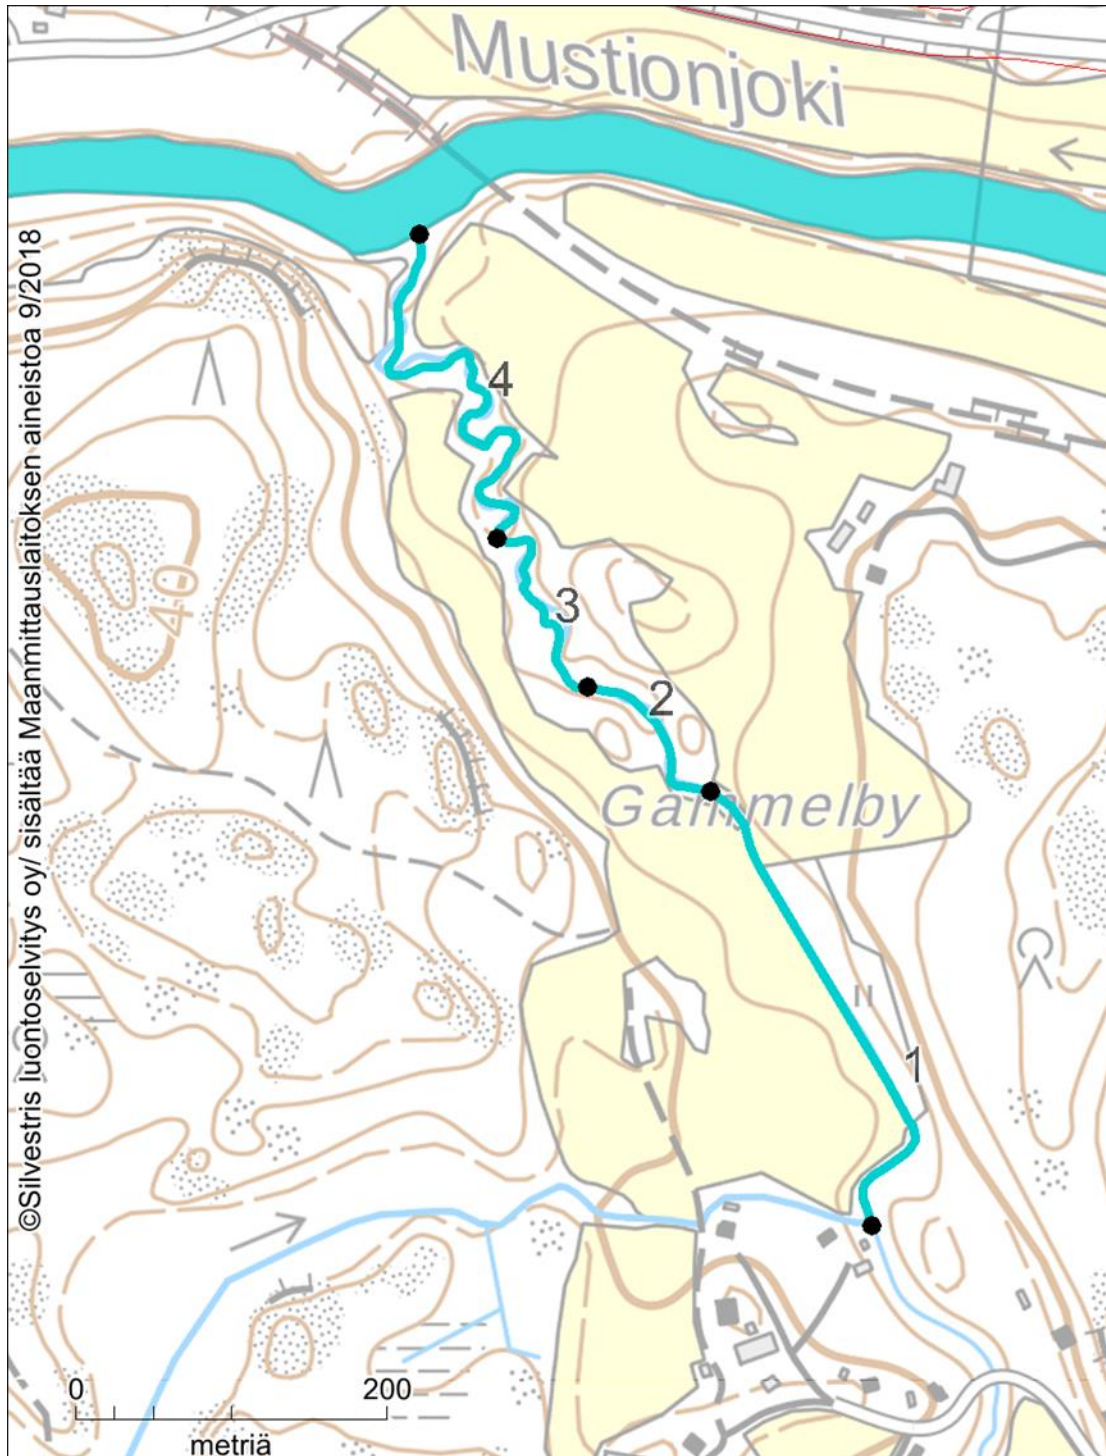 Mustionjoki
4
40
3
2
Gammelby
1
0 200
metriä
©Silvestris luontoselvitys oy/ sisältää Maanmittauslaitoksen aineistoa 9/2018